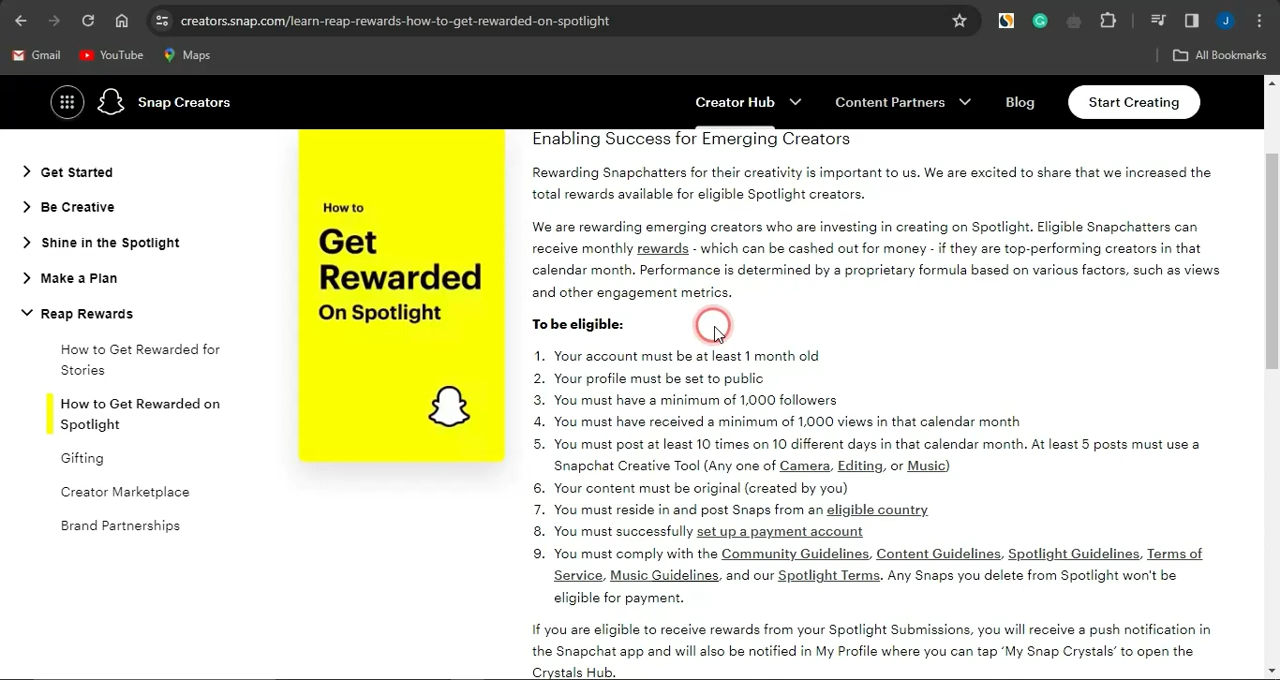 creators.snap.com/learn-reap-rewards-how-to-get-rewarded-on-spotlight
J
Gmail
YouTube
Maps
All Bookmarks
Snap Creators
Creator Hub
Content Partners
Blog
Start Creating
Get Started
Be Creative
Shine in the Spotlight
Make a Plan
Reap Rewards
How to Get Rewarded for
Stories
How to Get Rewarded on
Spotlight
Gifting
Creator Marketplace
Brand Partnerships
How to
Get
Rewarded
On Spotlight
Enabling Success for Emerging Creators
Rewarding Snapchatters for their creativity is important to us. We are excited to share that we increased the
total rewards available for eligible Spotlight creators.
We are rewarding emerging creators who are investing in creating on Spotlight. Eligible Snapchatters can
receive monthly rewards - which can be cashed out for money - if they are top-performing creators in that
calendar month. Performance is determined by a proprietary formula based on various factors, such as views
and other engagement metrics.
To be eligible:
1. Your account must be at least 1 month old
2. Your profile must be set to public
3. You must have a minimum of 1,000 followers
4. You must have received a minimum of 1,000 views in that calendar month
5. You must post at least 10 times on 10 different days in that calendar month. At least 5 posts must use a
Snapchat Creative Tool (Any one of Camera, Editing, or Music)
6. Your content must be original (created by you)
7. You must reside in and post Snaps from an eligible country
8. You must successfully set up a payment account
9. You must comply with the Community Guidelines, Content Guidelines, Spotlight Guidelines, Terms of
Service, Music Guidelines, and our Spotlight Terms. Any Snaps you delete from Spotlight won't be
eligible for payment.
If you are eligible to receive rewards from your Spotlight Submissions, you will receive a push notification in
the Snapchat app and will also be notified in My Profile where you can tap ‘My Snap Crystals’ to open the
Crystals Hub.